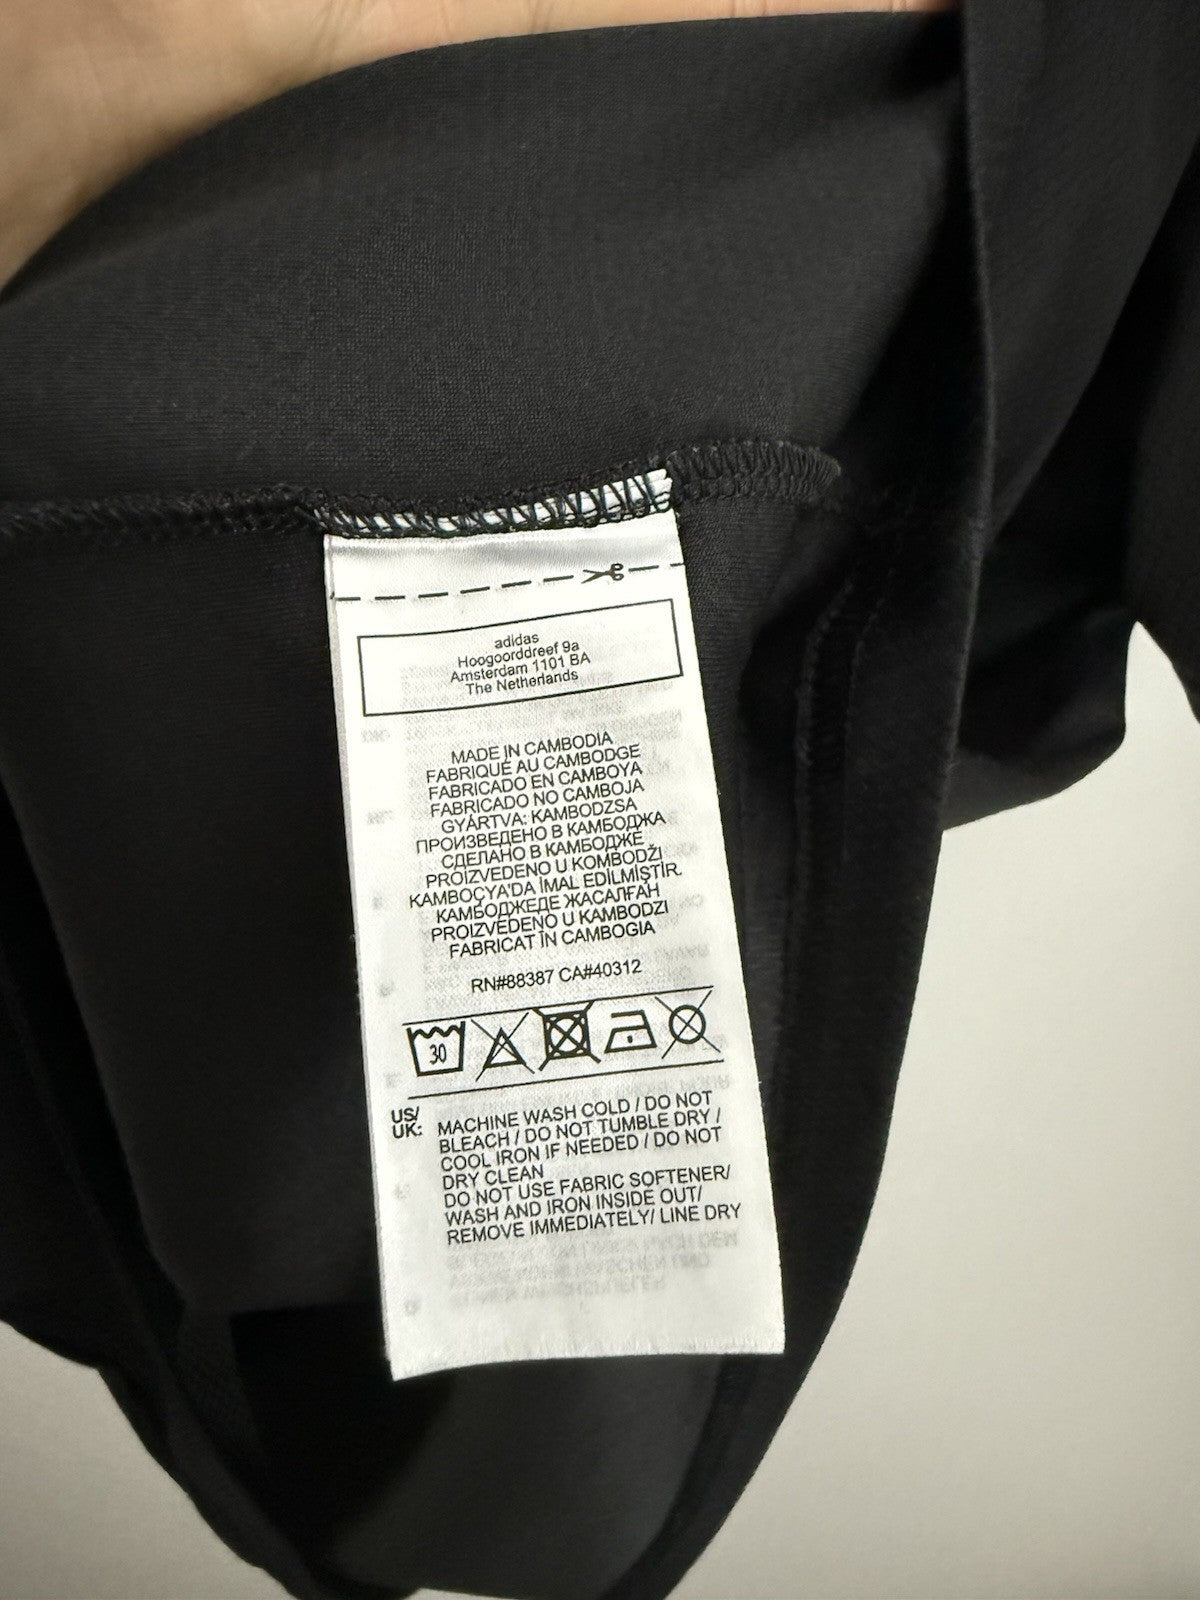 adidas
Hoogoorddreef 9a
Amsterdam 1101 BA
The Netherlands
MADE IN CAMBODIA
FABRIQUÉ AU CAMBODGE
FABRICADO EN CAMBOYA
FABRICADO NO CAMBOJA
GYÁRTVA: KAMBODZSA
ПРОИЗВЕДЕНО В КАМБОДЖА
СДЕЛАНО В КАМБОДЖЕ
PROIZVEDENO U KOMBODŽI
KAMBOÇYA'DA İMAL EDİLMİŞTİR.
КАМБОДЖЕДЕ ЖАСАЛҒАН
PROIZVEDENO U KAMBODZI
FABRICAT ÎN CAMBOGIA
RN#88387 CA#40312
30
US/
UK: MACHINE WASH COLD / DO NOT
BLEACH / DO NOT TUMBLE DRY /
COOL IRON IF NEEDED / DO NOT
DRY CLEAN
DO NOT USE FABRIC SOFTENER/
WASH AND IRON INSIDE OUT/
REMOVE IMMEDIATELY/ LINE DRY